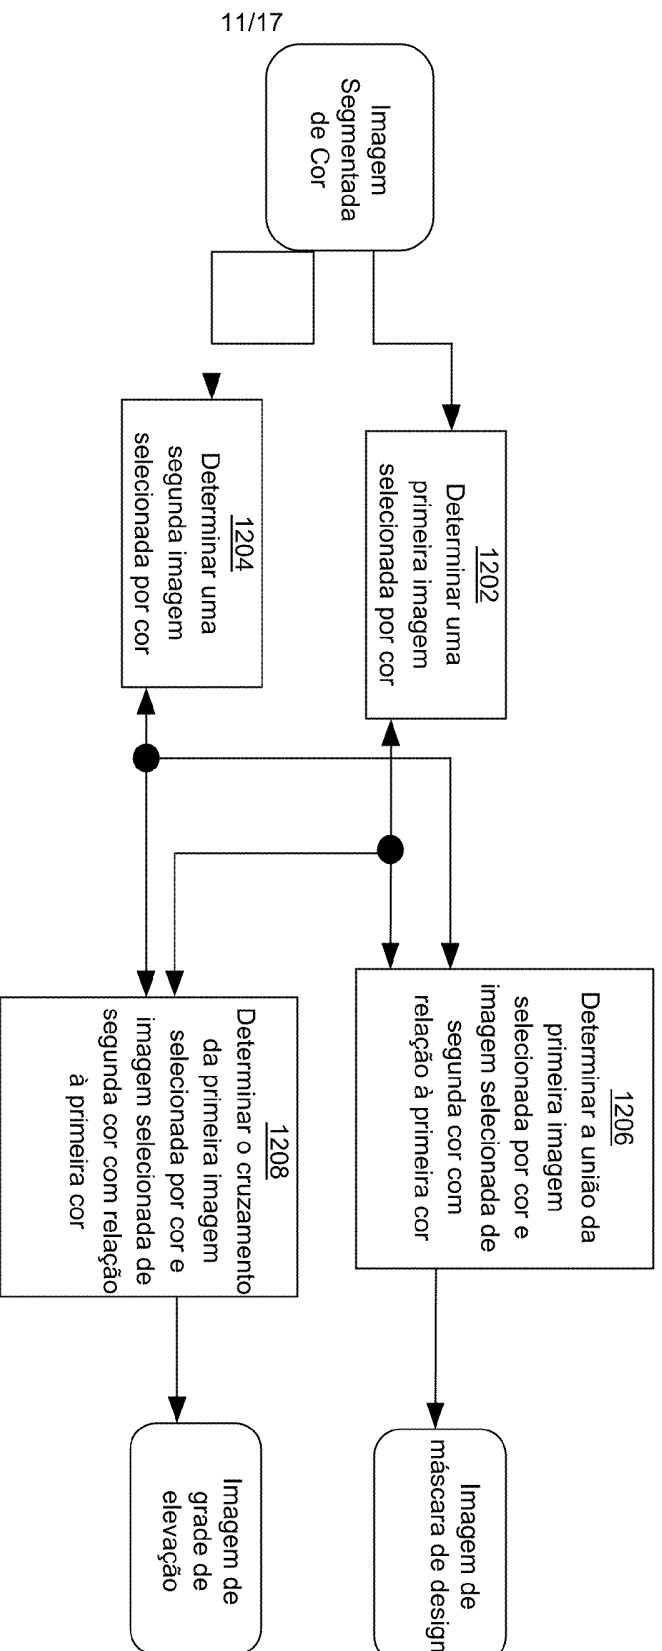 11/17
Imagem
Segmentada
de Cor
1202
Determinar uma
primeira imagem
selecionada por cor
1204
Determinar uma
segunda imagem
selecionada por cor
1206
Determinar a união da
primeira imagem
selecionada por cor e
imagem selecionada de
segunda cor com
relação à primeira cor
1208
Determinar o cruzamento
da primeira imagem
selecionada por cor e
imagem selecionada de
segunda cor com relação
à primeira cor
Imagem de
máscara de design
Imagem de
grade de
elevação